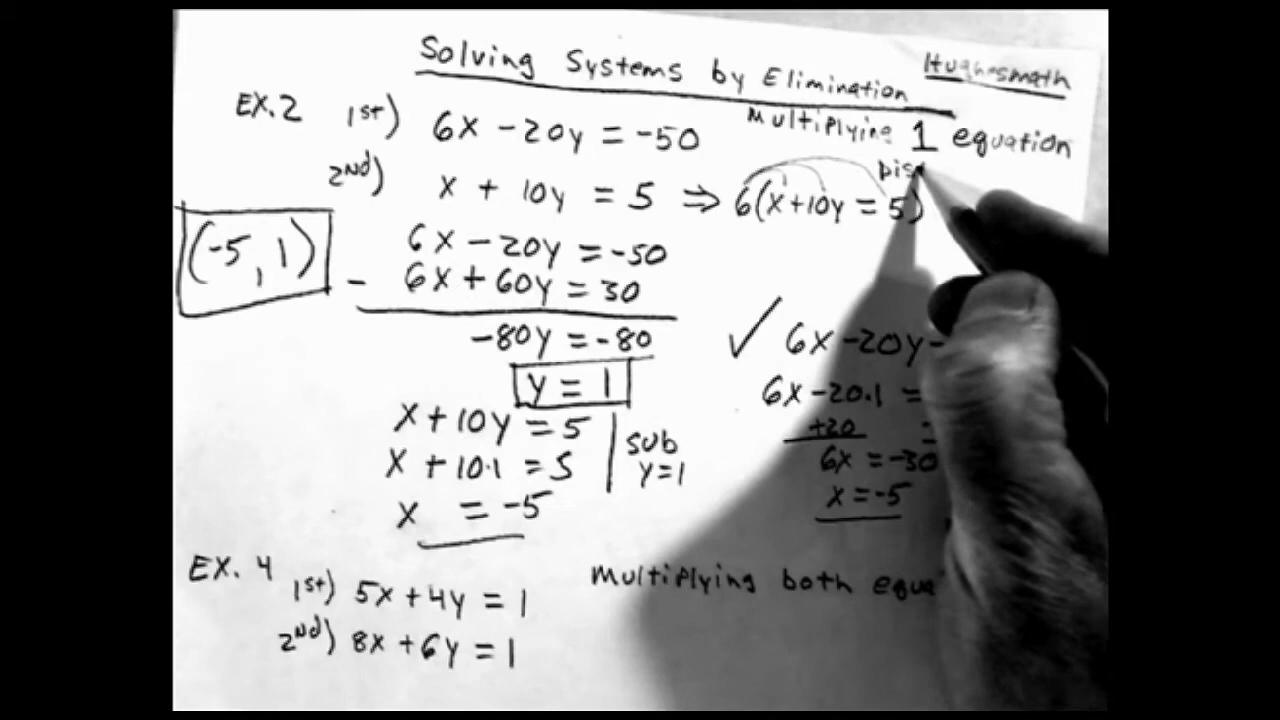 Solving Systems by Elimination
Hughesmath
EX.2 1st) 6x - 20y = -50
Multiplying 1 equation
2nd) x + 10y = 5 ⇒ 6(x+10y = 5)
Dis
(-5, 1)
6x - 20y = -50
- 6x + 60y = 30
-80y = -80
y = 1
x + 10y = 5
x + 10·1 = 5
x = -5
sub
y=1
✓ 6x - 20y -
6x - 20·1 =
+20 =
6x = -30
x = -5
EX. 4 1st) 5x + 4y = 1
2nd) 8x + 6y = 1
Multiplying both equa